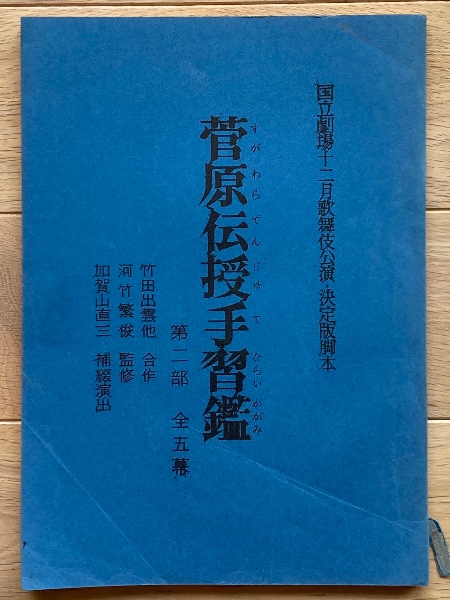 国立劇場十二月歌舞伎公演・決定版脚本
すがわらでんじゅてならいかがみ
菅原伝授手習鑑
第二部 全五幕
竹田出雲他 合作
河竹繁俊 監修
加賀山直三 補綴演出